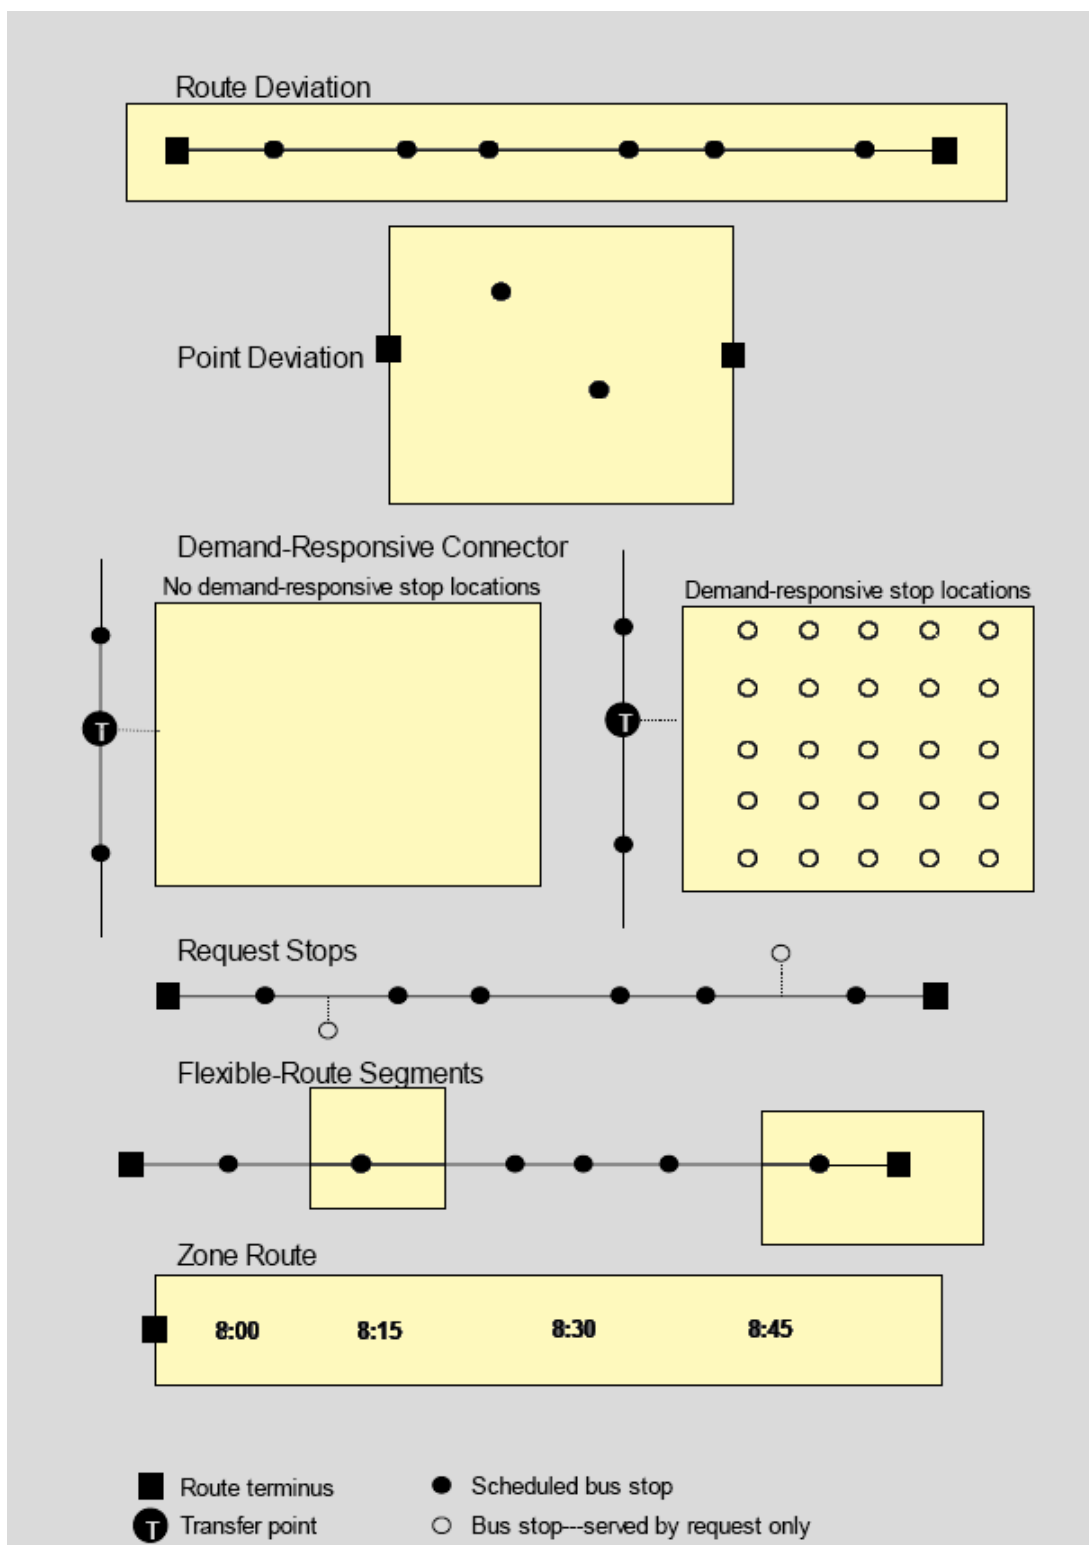 Route Deviation
Point Deviation
Demand-Responsive Connector
No demand-responsive stop locations
Demand-responsive stop locations
T
T
Request Stops
Flexible-Route Segments
Zone Route
8:00 8:15 8:30 8:45
Route terminus
Scheduled bus stop
T Transfer point
Bus stop---served by request only